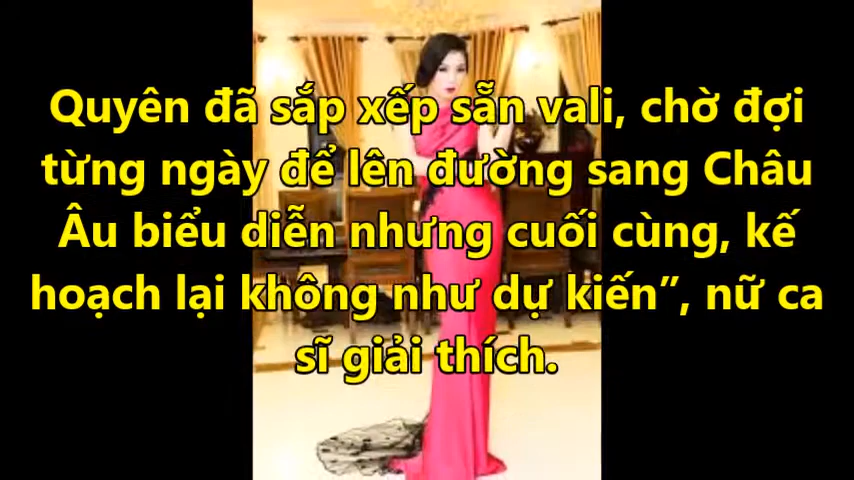 Quyên đã sắp xếp sẵn vali, chờ đợi
từng ngày để lên đường sang Châu
Âu biểu diễn nhưng cuối cùng, kế
hoạch lại không như dự kiến”, nữ ca
sĩ giải thích.